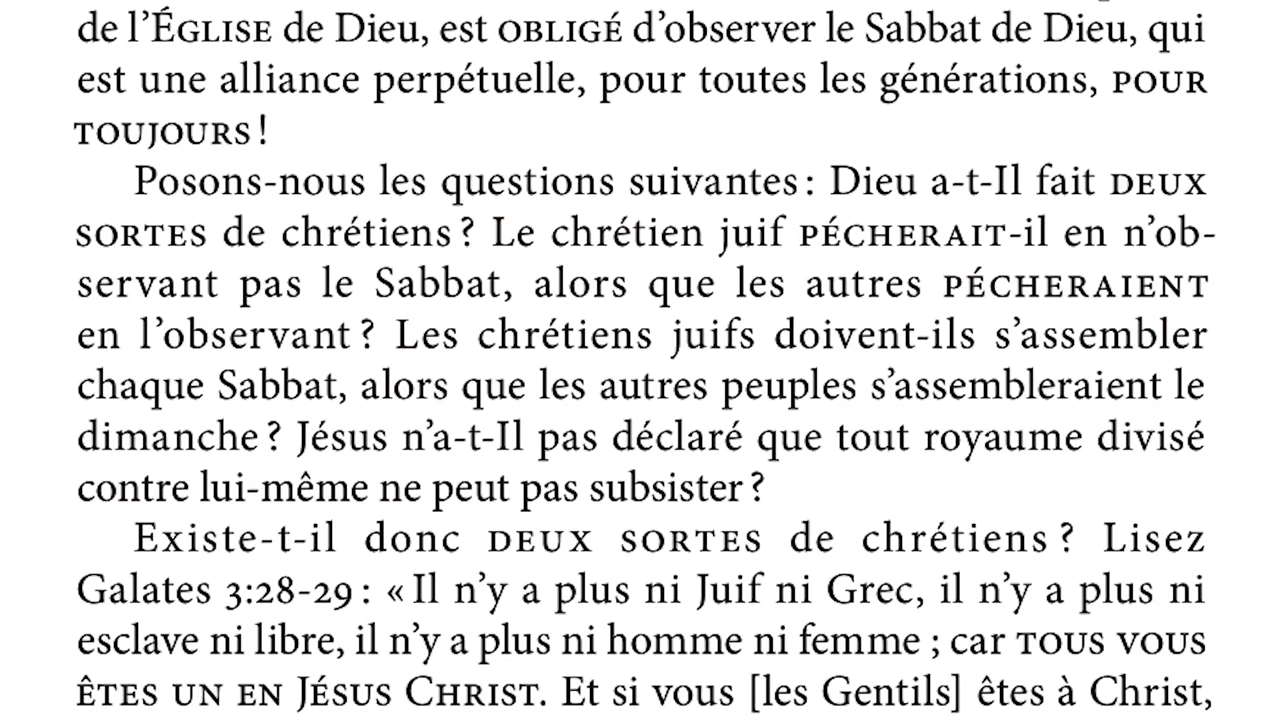 de l’ÉGLISE de Dieu, est OBLIGÉ d’observer le Sabbat de Dieu, qui
est une alliance perpétuelle, pour toutes les générations, POUR
TOUJOURS !
Posons-nous les questions suivantes : Dieu a-t-Il fait DEUX
SORTES de chrétiens ? Le chrétien juif PÉCHERAIT-il en n’ob-
servant pas le Sabbat, alors que les autres PÉCHERAIENT
en l’observant ? Les chrétiens juifs doivent-ils s’assembler
chaque Sabbat, alors que les autres peuples s’assembleraient le
dimanche ? Jésus n’a-t-Il pas déclaré que tout royaume divisé
contre lui-même ne peut pas subsister ?
Existe-t-il donc DEUX SORTES de chrétiens ? Lisez
Galates 3:28-29 : « Il n’y a plus ni Juif ni Grec, il n’y a plus ni
esclave ni libre, il n’y a plus ni homme ni femme ; car TOUS VOUS
ÊTES UN EN JÉSUS CHRIST. Et si vous [les Gentils] êtes à Christ,